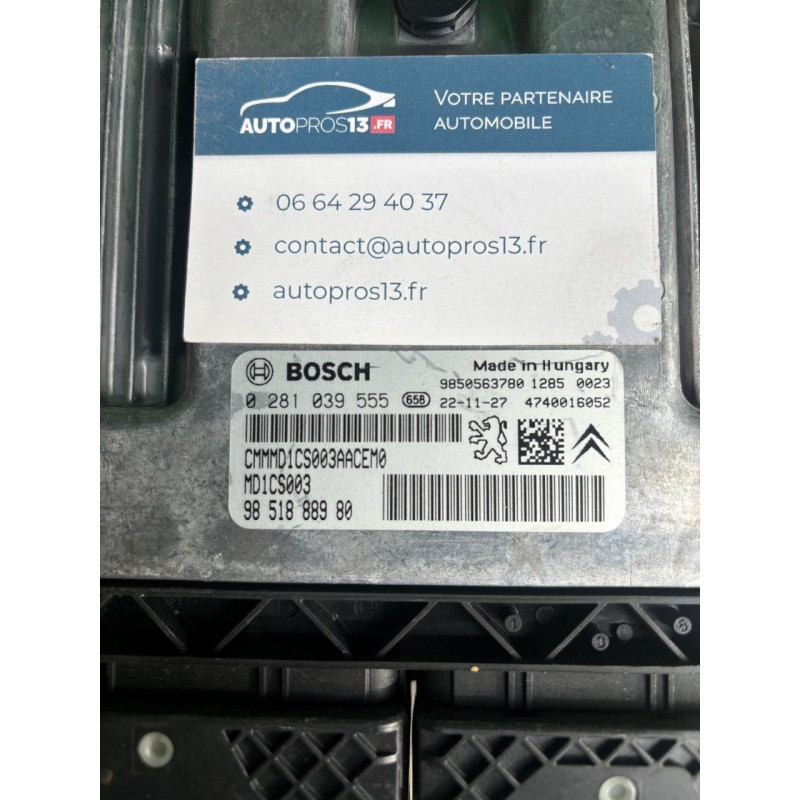 AUTOPROS13.FR
VOTRE PARTENAIRE
AUTOMOBILE
06 64 29 40 37
contact@autopros13.fr
autopros13.fr
BOSCH
Made in Hungary
9850563780 1285 0023
0 281 039 555 658 22-11-27 4740016052
CMMMD1CS003AACEM0
MD1CS003
98 518 889 80